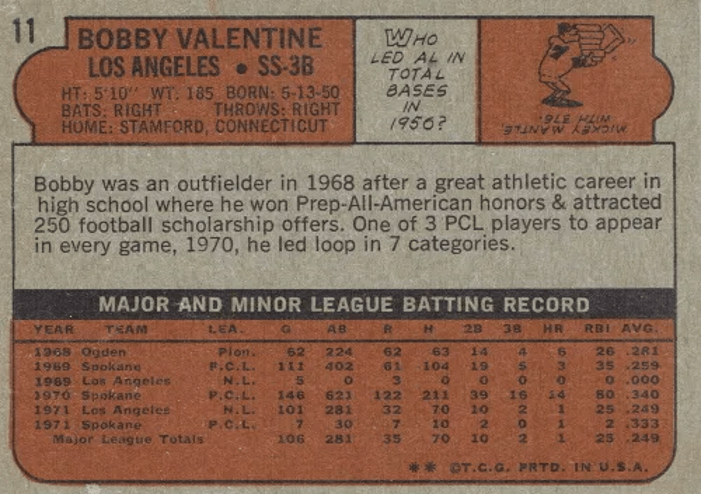 11
BOBBY VALENTINE
LOS ANGELES • SS-3B
HT: 5'10" WT. 185 BORN: 5-13-50
BATS: RIGHT THROWS: RIGHT
HOME: STAMFORD, CONNECTICUT
WHO
LED AL IN
TOTAL
BASES
IN
1956?
MICKEY MANTLE
WITH 376.
Bobby was an outfielder in 1968 after a great athletic career in
high school where he won Prep-All-American honors & attracted
250 football scholarship offers. One of 3 PCL players to appear
in every game, 1970, he led loop in 7 categories.
MAJOR AND MINOR LEAGUE BATTING RECORD
YEAR TEAM LEA. G AB R H 2B 3B HR RBI AVG.
1968 Ogden Pion. 62 224 62 63 14 4 6 26 .281
1969 Spokane P.C.L. 111 402 61 104 19 5 3 35 .259
1969 Los Angeles N.L. 5 0 3 0 0 0 0 0 .000
1970 Spokane P.C.L. 146 621 122 211 39 16 14 80 .340
1971 Los Angeles N.L. 101 281 32 70 10 2 1 25 .249
1971 Spokane P.C.L. 7 30 7 10 2 0 1 2 .333
Major League Totals 106 281 35 70 10 2 1 25 .249
** ©T.C.G. PRTD. IN U.S.A.